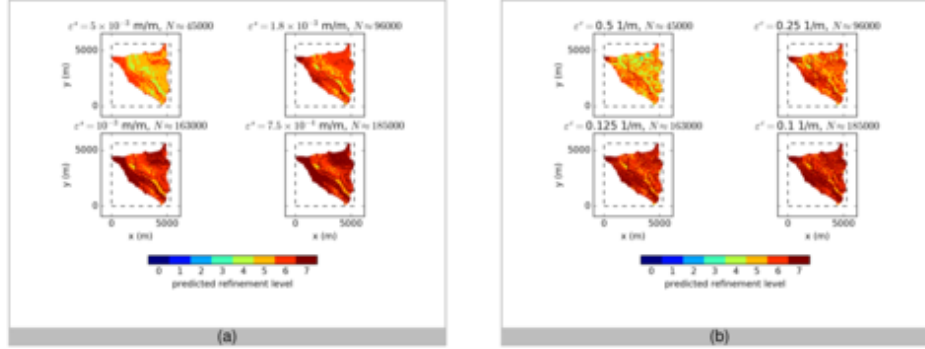 ε^s = 5 × 10^-3 m/m, N ≈ 45000
ε^s = 1.8 × 10^-3 m/m, N ≈ 96000
y (m)
5000
0
ε^s = 10^-3 m/m, N ≈ 163000
ε^s = 7.5 × 10^-4 m/m, N ≈ 185000
y (m)
5000
0
0 5000
0 5000
x (m)
x (m)
0 1 2 3 4 5 6 7
predicted refinement level
(a)
0.5 1/m, N ≈ 45000
0.25 1/m, N ≈ 96000
y (m)
5000
0
0.125 1/m, N ≈ 163000
0.1 1/m, N ≈ 185000
y (m)
5000
0
0 5000
0 5000
x (m)
x (m)
0 1 2 3 4 5 6 7
predicted refinement level
(b)